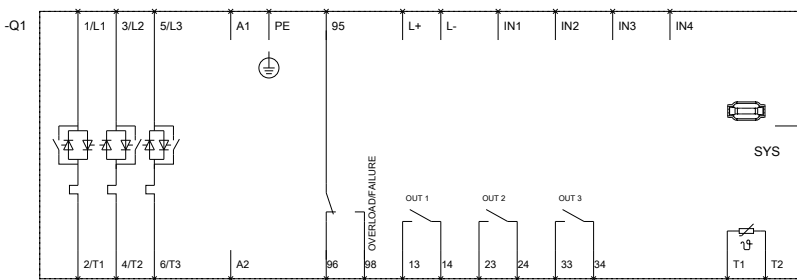 -Q1
1/L1 3/L2 5/L3 A1 PE 95 L+ L- IN1 IN2 IN3 IN4
SYS
OVERLOAD/FAILURE
OUT 1 OUT 2 OUT 3
ϑ
2/T1 4/T2 6/T3 A2 96 98 13 14 23 24 33 34 T1 T2